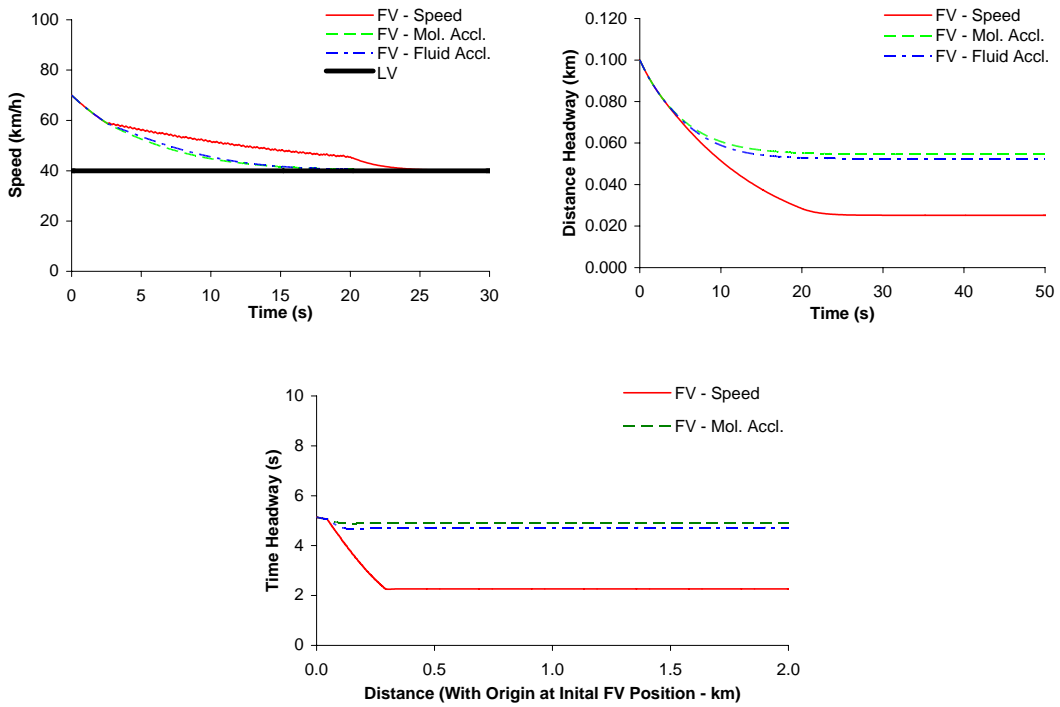 FV - Speed
FV - Mol. Accl.
FV - Fluid Accl.
LV
Speed (km/h)
100
80
60
40
20
0
0 5 10 15 20 25 30
Time (s)
FV - Speed
FV - Mol. Accl.
FV - Fluid Accl.
Distance Headway (km)
0.120
0.100
0.080
0.060
0.040
0.020
0.000
0 10 20 30 40 50
Time (s)
FV - Speed
FV - Mol. Accl.
Time Headway (s)
10
8
6
4
2
0
0.0 0.5 1.0 1.5 2.0
Distance (With Origin at Inital FV Position - km)